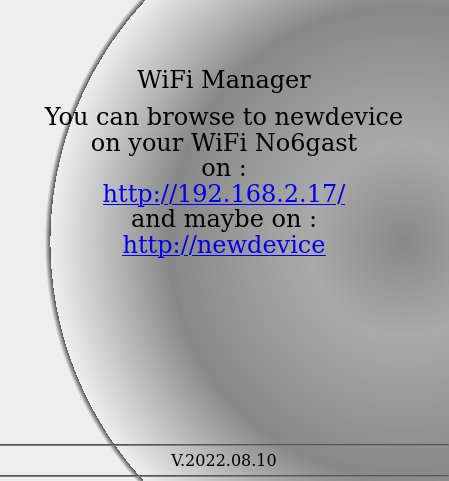 WiFi Manager
You can browse to newdevice
on your WiFi No6gast
on :
http://192.168.2.17/
and maybe on :
http://newdevice
V.2022.08.10